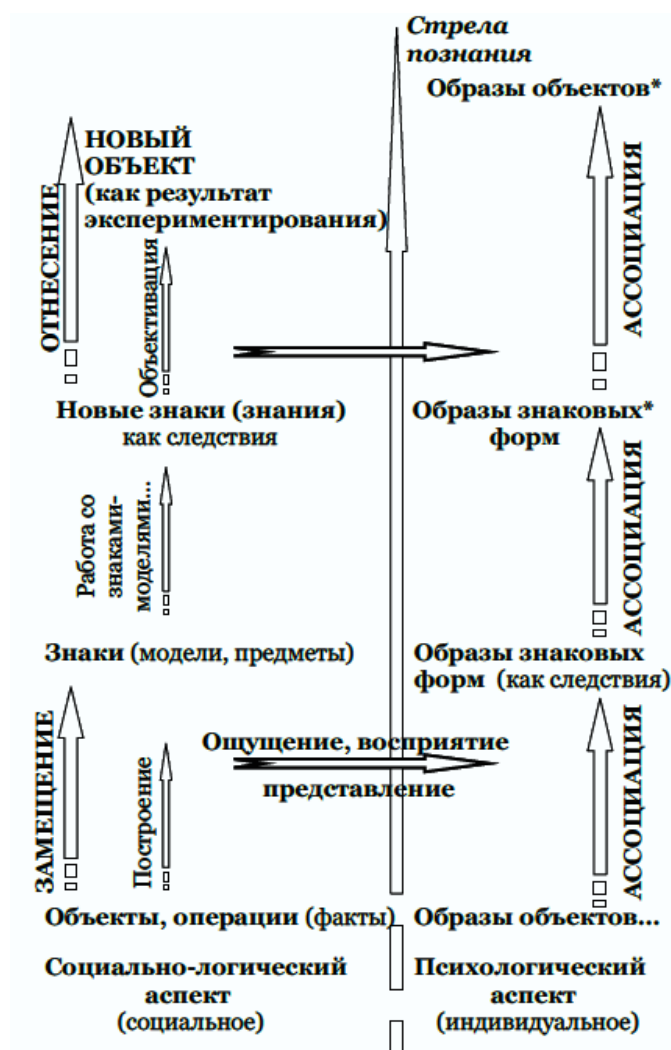 Стрела
познания
Образы объектов*
НОВЫЙ
ОБЪЕКТ
(как результат
экспериментирования)
ОТНЕСЕНИЕ
Объективация
АССОЦИАЦИЯ
Новые знаки (знания)
как следствия
Образы знаковых*
форм
Работа со
знаками-
моделями...
АССОЦИАЦИЯ
Знаки (модели, предметы)
Образы знаковых
форм (как следствия)
ЗАМЕЩЕНИЕ
Построение
Ощущение, восприятие
представление
АССОЦИАЦИЯ
Объекты, операции (факты)
Образы объектов...
Социально-логический
аспект
(социальное)
Психологический
аспект
(индивидуальное)